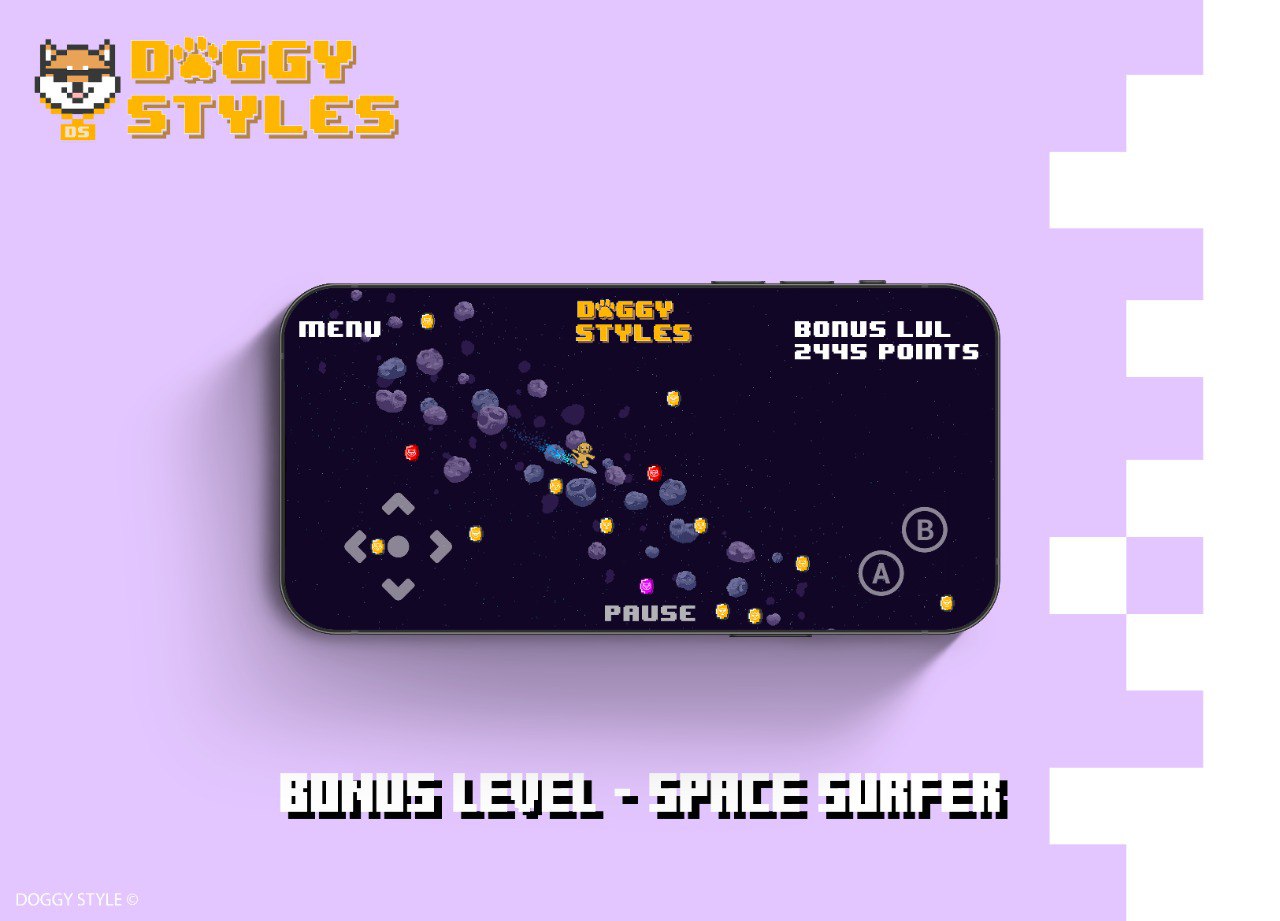 DOGGY
STYLES
DS
MENU
DOGGY
STYLES
BONUS LVL
2445 POINTS
B
A
PAUSE
BONUS LEVEL - SPACE SURFER
DOGGY STYLE ©